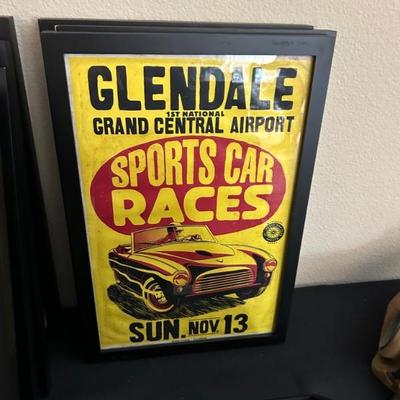 GLENDALE
1ST NATIONAL
GRAND CENTRAL AIRPORT
SPORTS CAR
RACES
SUN. NOV. 13